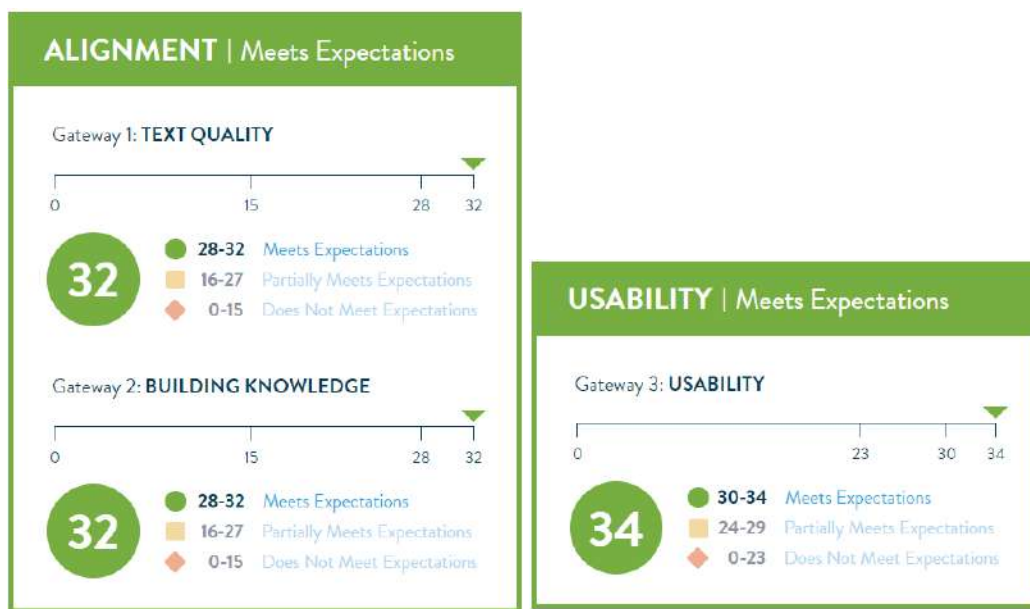 ALIGNMENT | Meets Expectations
Gateway 1: TEXT QUALITY
0 15 28 32
32
28-32 Meets Expectations
16-27 Partially Meets Expectations
0-15 Does Not Meet Expectations
Gateway 2: BUILDING KNOWLEDGE
0 15 28 32
32
28-32 Meets Expectations
16-27 Partially Meets Expectations
0-15 Does Not Meet Expectations
USABILITY | Meets Expectations
Gateway 3: USABILITY
0 23 30 34
34
30-34 Meets Expectations
24-29 Partially Meets Expectations
0-23 Does Not Meet Expectations